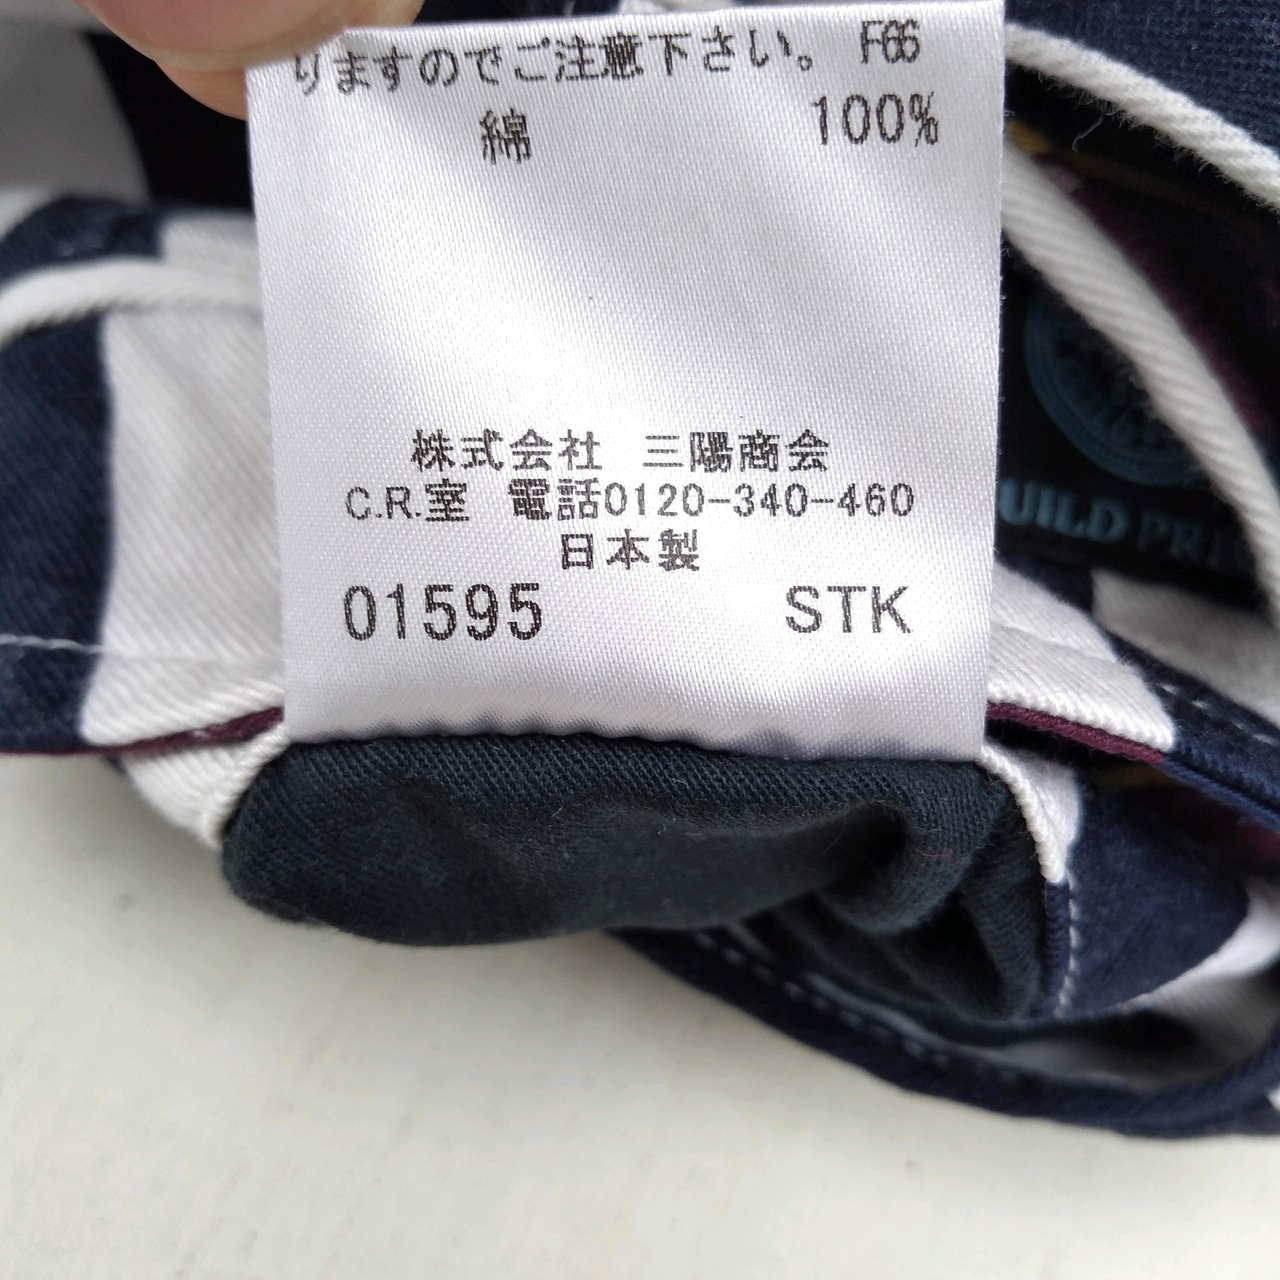 りますのでご注意下さい。 F66
綿 100%
株式会社 三陽商会
C.R.室 電話0120-340-460
日本製
01595 STK
UILD PRI